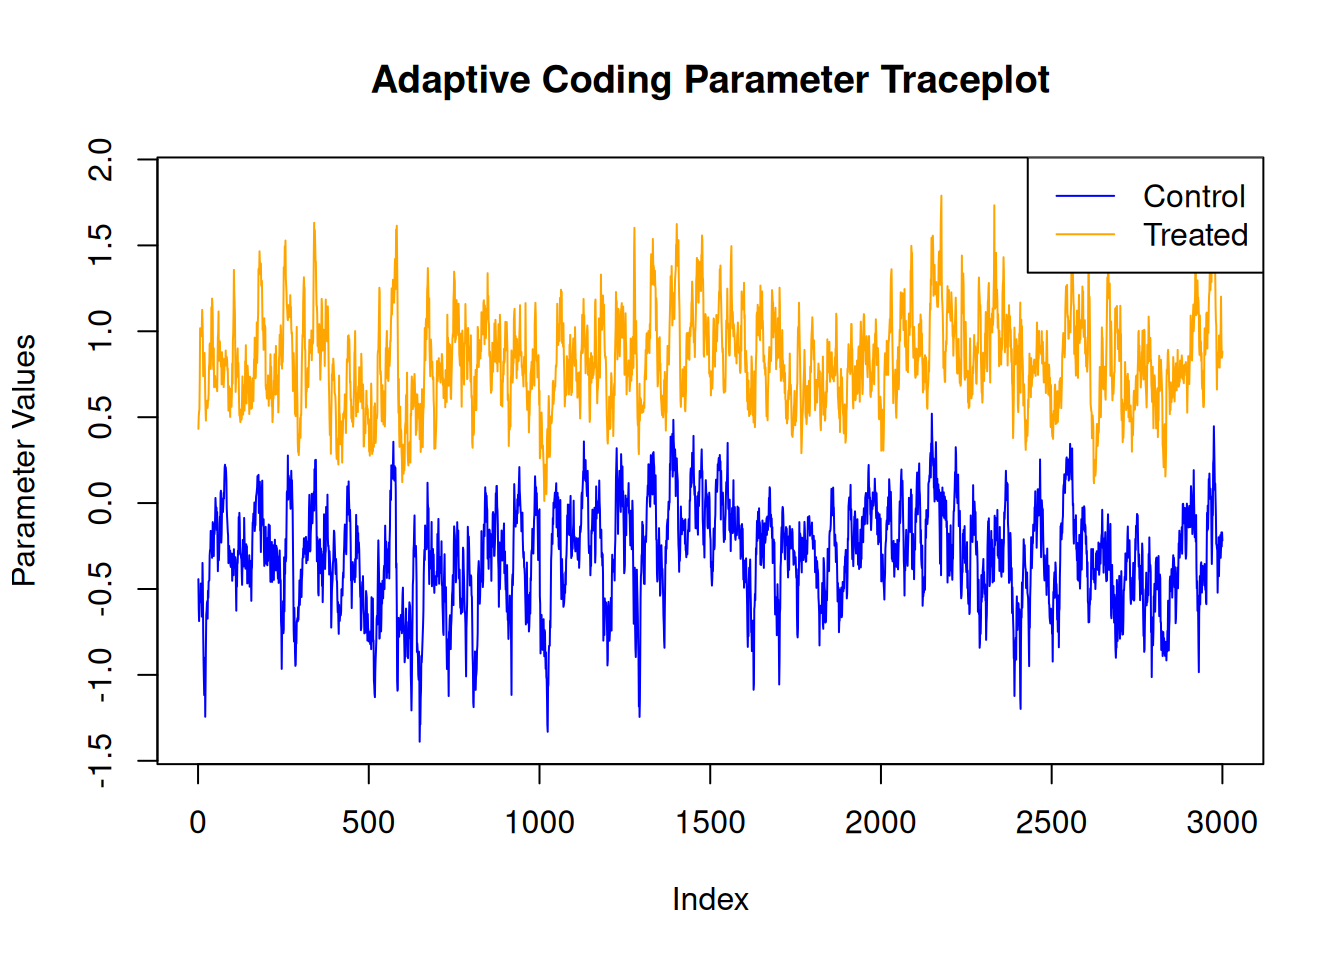 Adaptive Coding Parameter Traceplot
Control
Treated
Parameter Values
2.0
1.5
1.0
0.5
0.0
-0.5
-1.0
-1.5
0 500 1000 1500 2000 2500 3000
Index